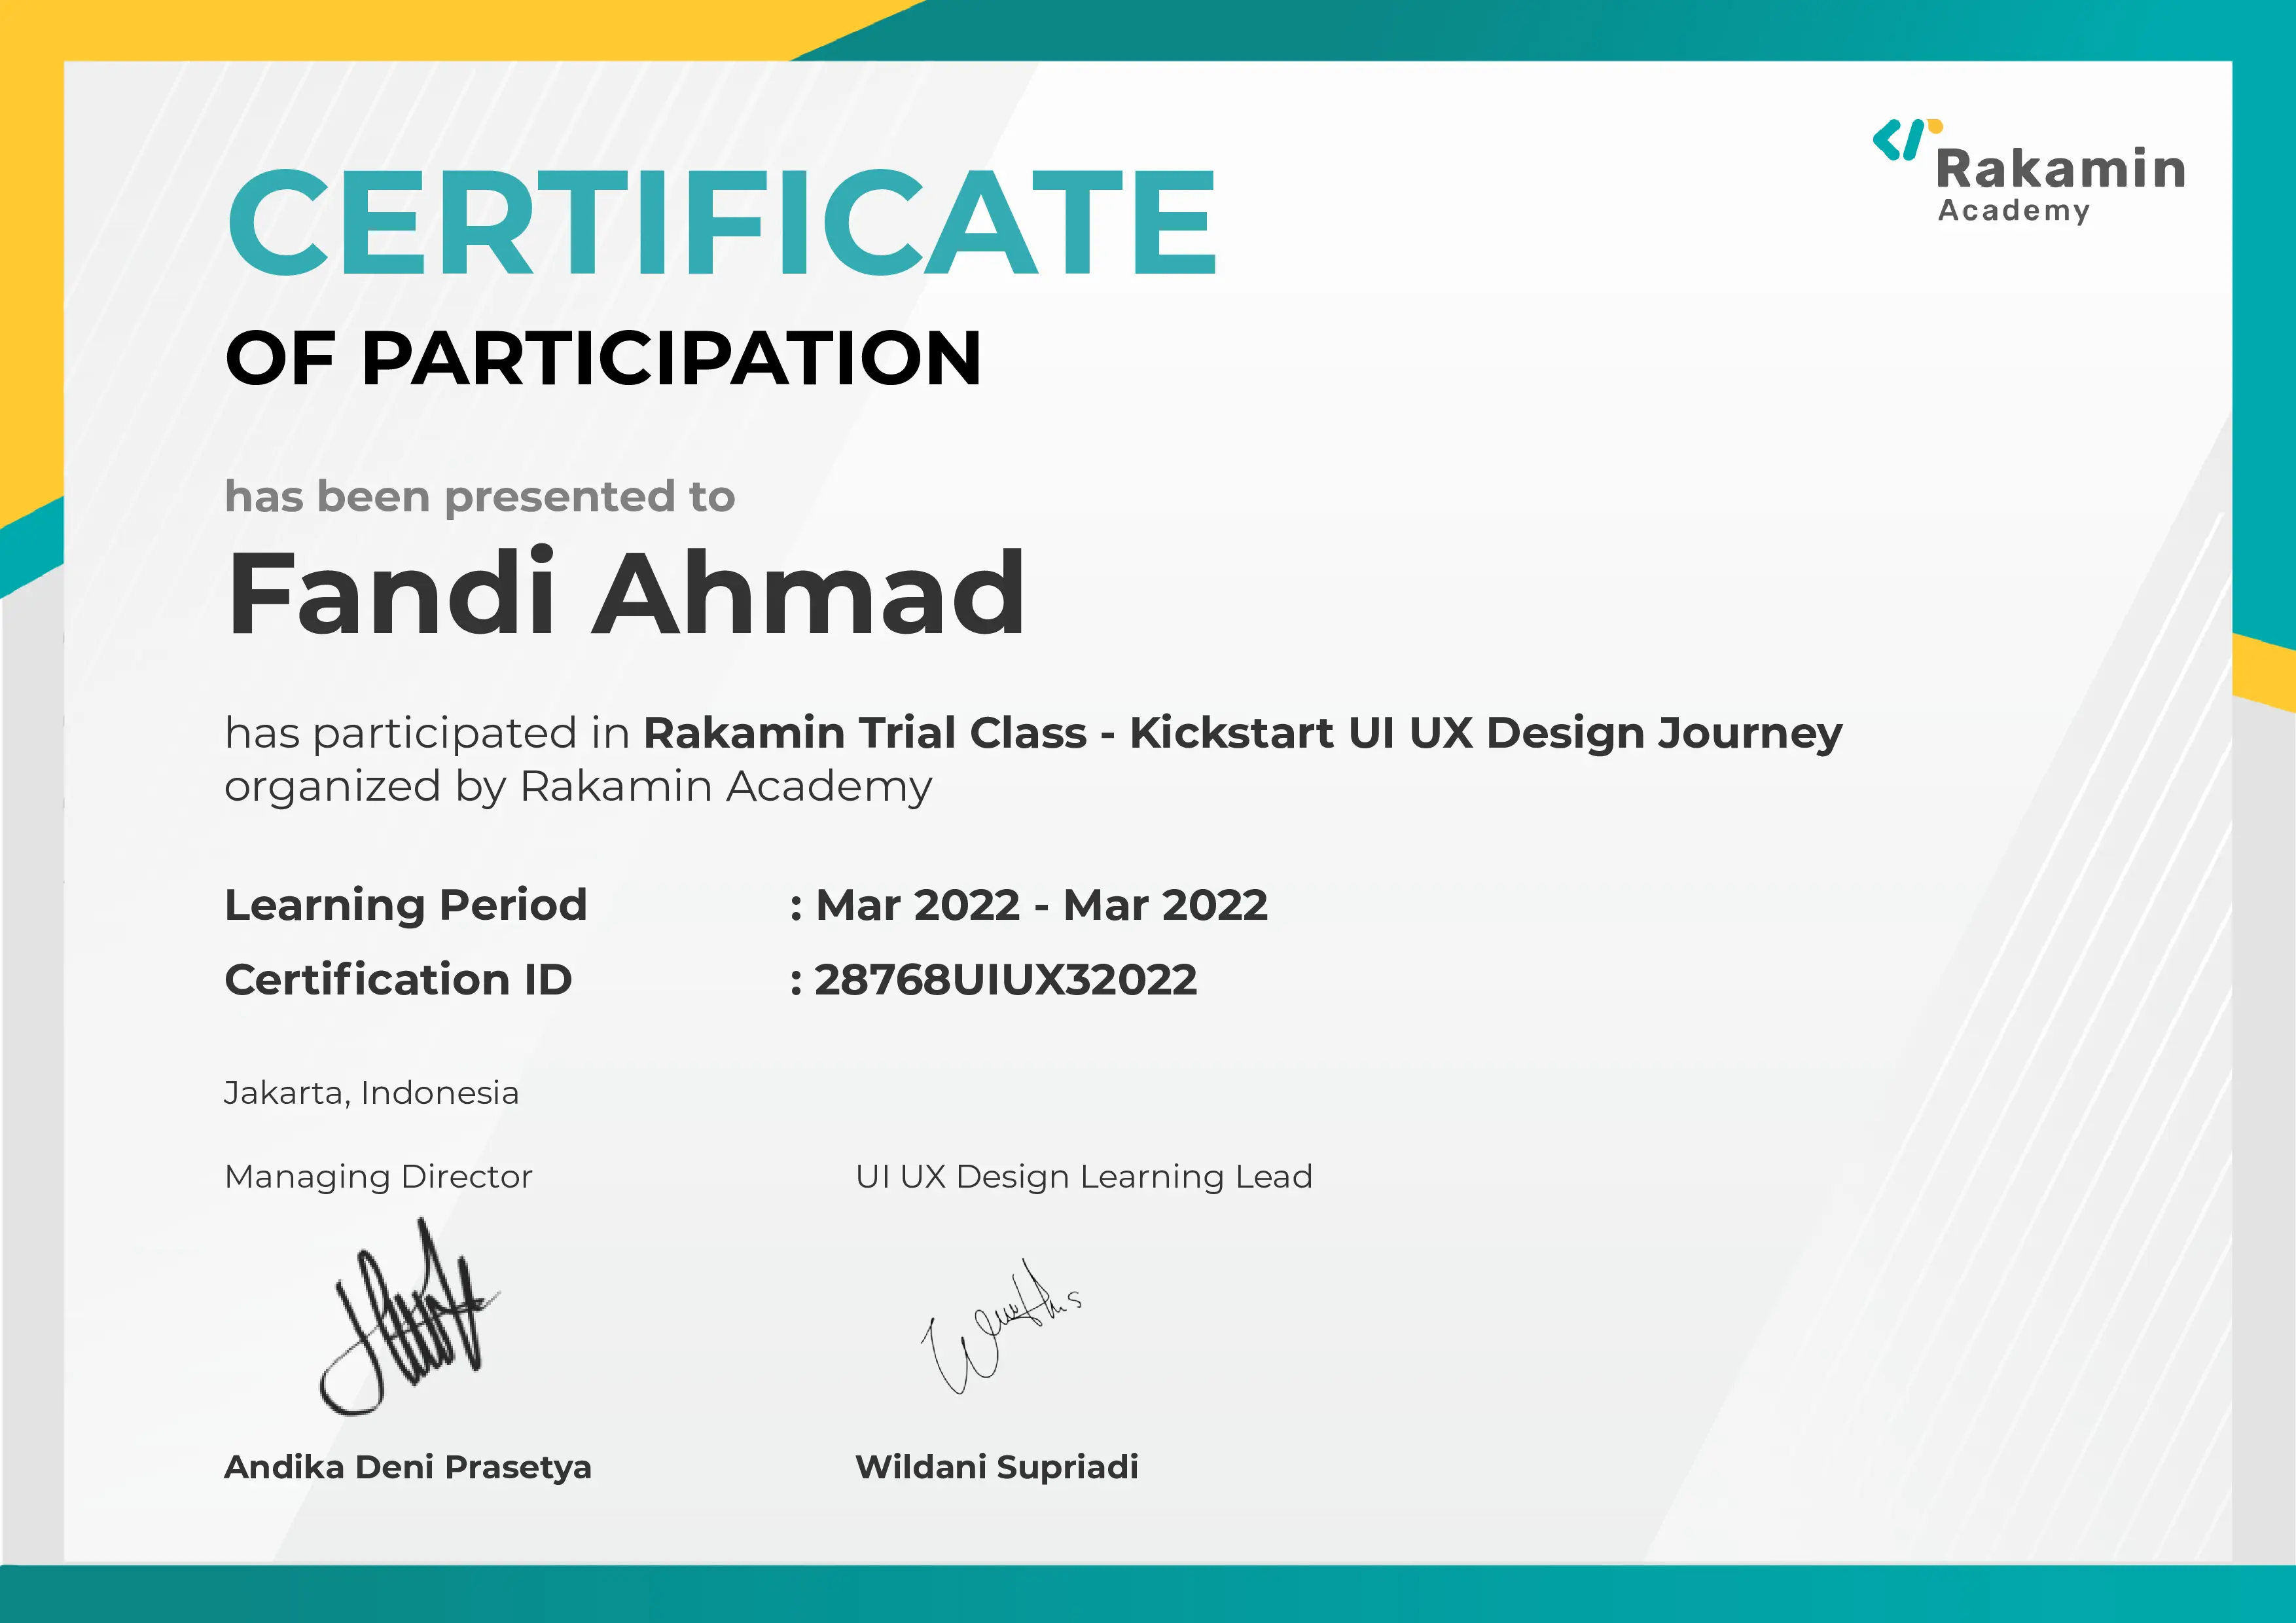 Rakamin
Academy
CERTIFICATE
OF PARTICIPATION
has been presented to
Fandi Ahmad
has participated in Rakamin Trial Class - Kickstart UI UX Design Journey
organized by Rakamin Academy
Learning Period : Mar 2022 - Mar 2022
Certification ID : 28768UIUX32022
Jakarta, Indonesia
Managing Director UI UX Design Learning Lead
Andika Deni Prasetya Wildani Supriadi